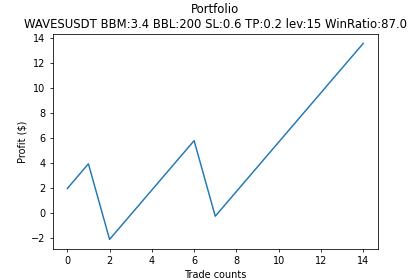 Portfolio
WAVESUSDT BBM:3.4 BBL:200 SL:0.6 TP:0.2 lev:15 WinRatio:87.0
14
12
10
8
6
4
2
0
−2
Profit ($)
0 2 4 6 8 10 12 14
Trade counts